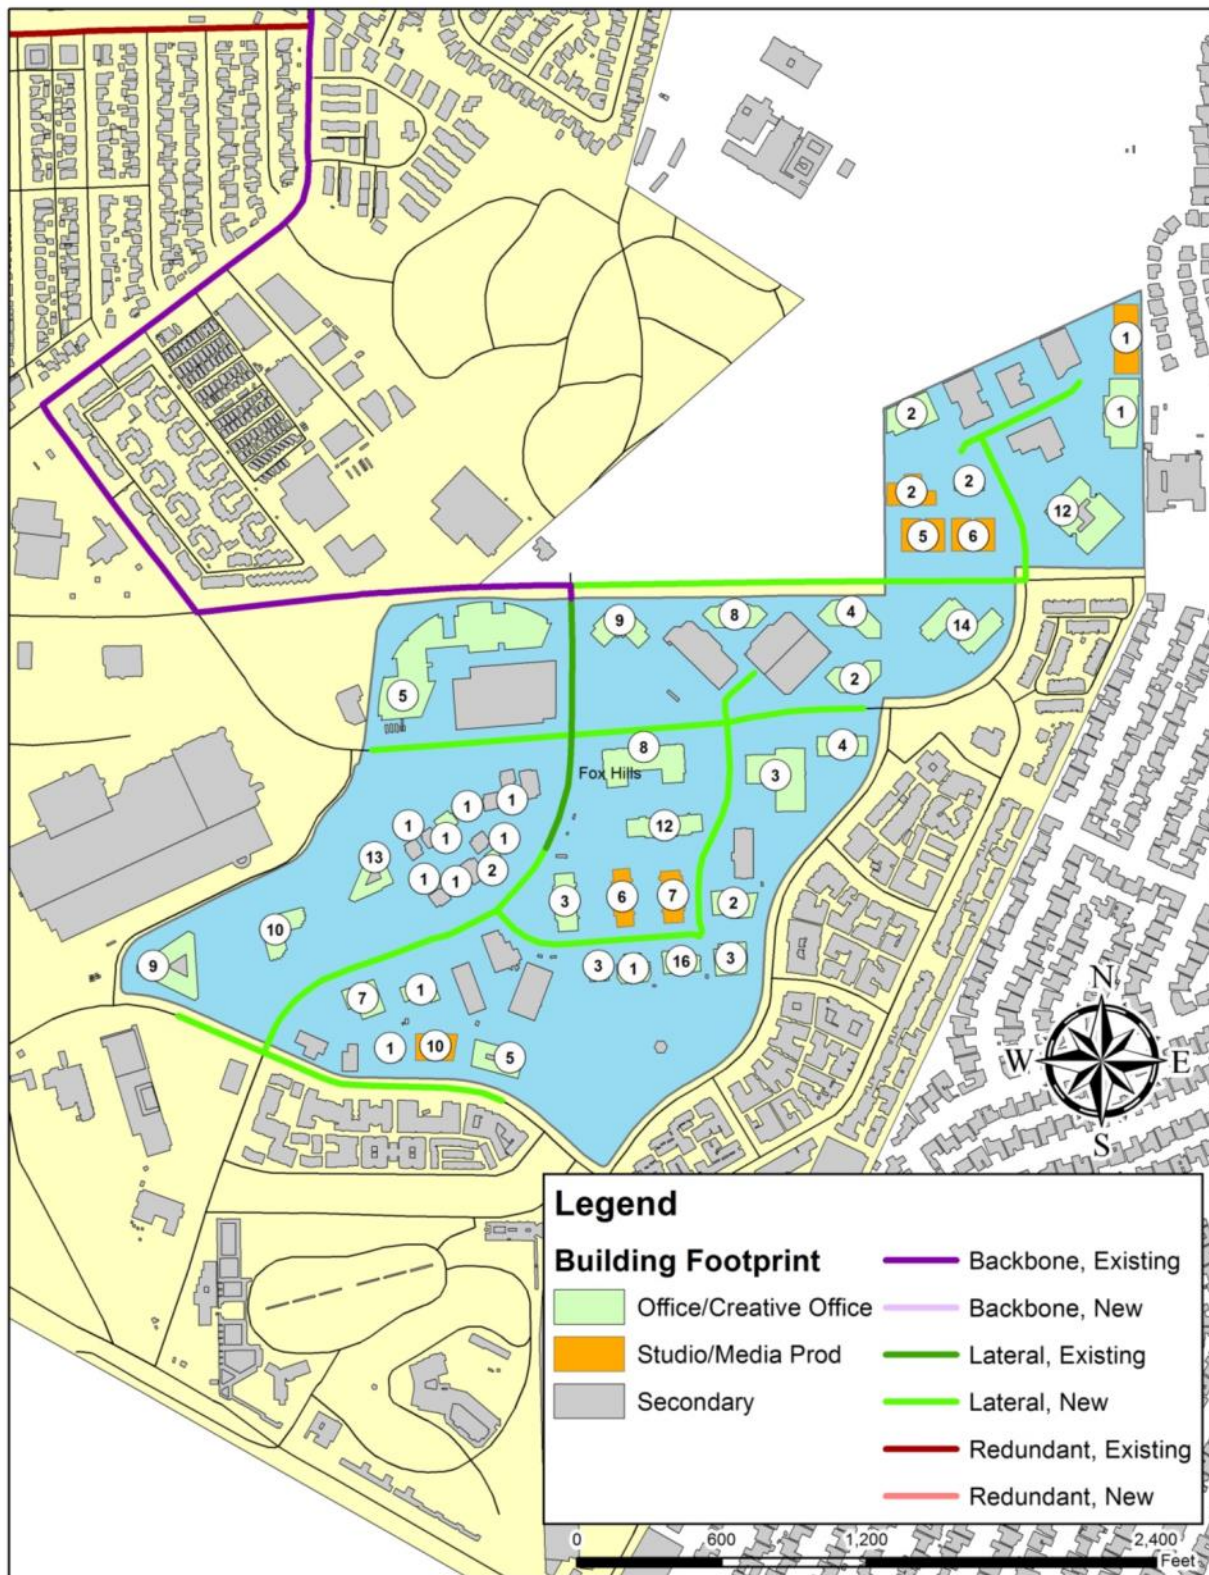 1
2
1
2
2
12
5
6
9
8
4
14
5
2
8
4
Fox Hills
3
1
1
1
12
1
1
13
2
1
1
3
6
7
2
10
9
3
1
16
3
7
1
1
10
5
N
W E
S
Legend
Building Footprint
Office/Creative Office
Studio/Media Prod
Secondary
Backbone, Existing
Backbone, New
Lateral, Existing
Lateral, New
Redundant, Existing
Redundant, New
0 600 1,200 2,400
Feet